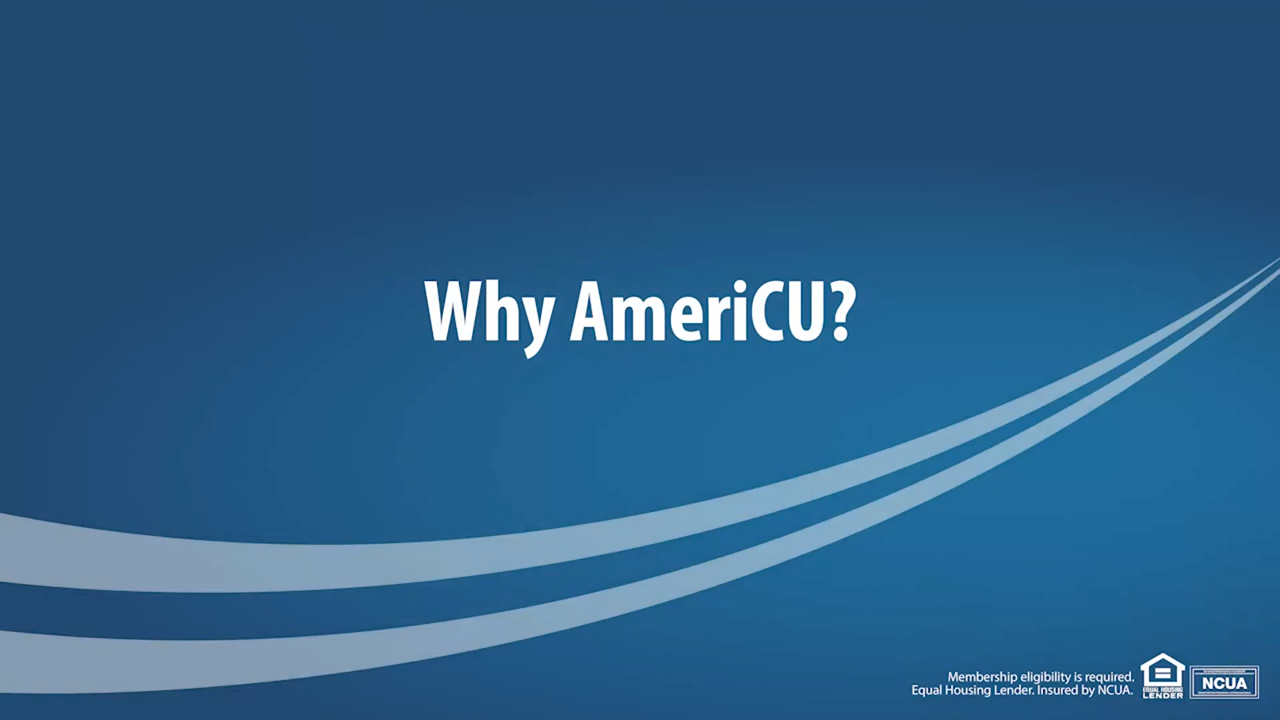 Why AmeriCU?
Membership eligibility is required.
Equal Housing Lender. Insured by NCUA.
EQUAL HOUSING
LENDER
NCUA